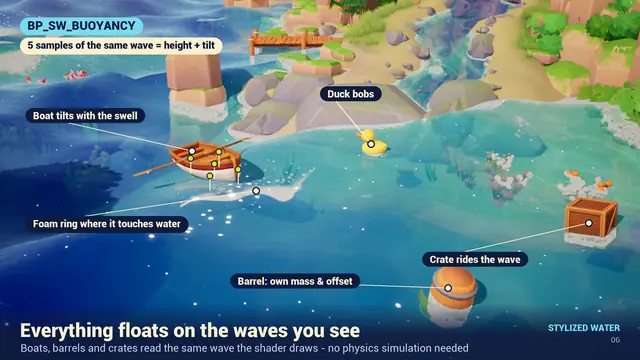 BP_SW_BUOYANCY
5 samples of the same wave = height + tilt
Duck bobs
Boat tilts with the swell
Foam ring where it touches water
Crate rides the wave
Barrel: own mass & offset
Everything floats on the waves you see
Boats, barrels and crates read the same wave the shader draws - no physics simulation needed
STYLIZED WATER
06